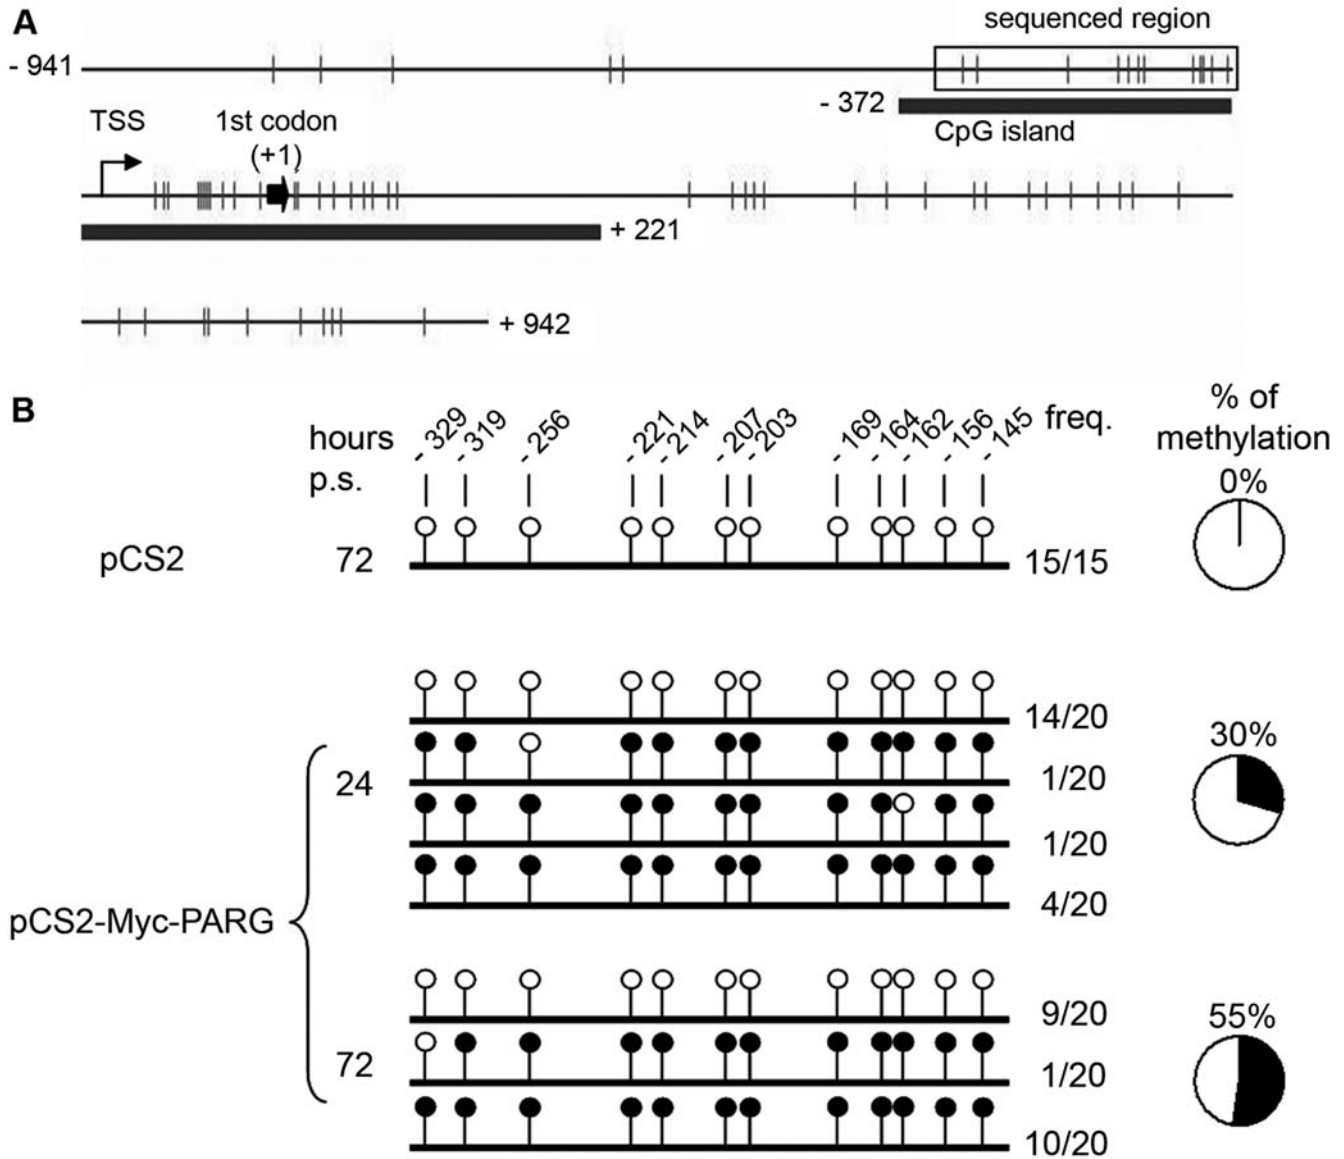 A
sequenced region
- 941
- 372
CpG island
TSS
1st codon
(+1)
+ 221
+ 942
B
hours
p.s.
- 329
- 319
- 256
- 221
- 214
- 207
- 203
- 169
- 164
- 162
- 156
- 145
freq.
% of
methylation
pCS2
72
15/15
0%
pCS2-Myc-PARG
24
14/20
1/20
1/20
4/20
30%
72
9/20
1/20
10/20
55%